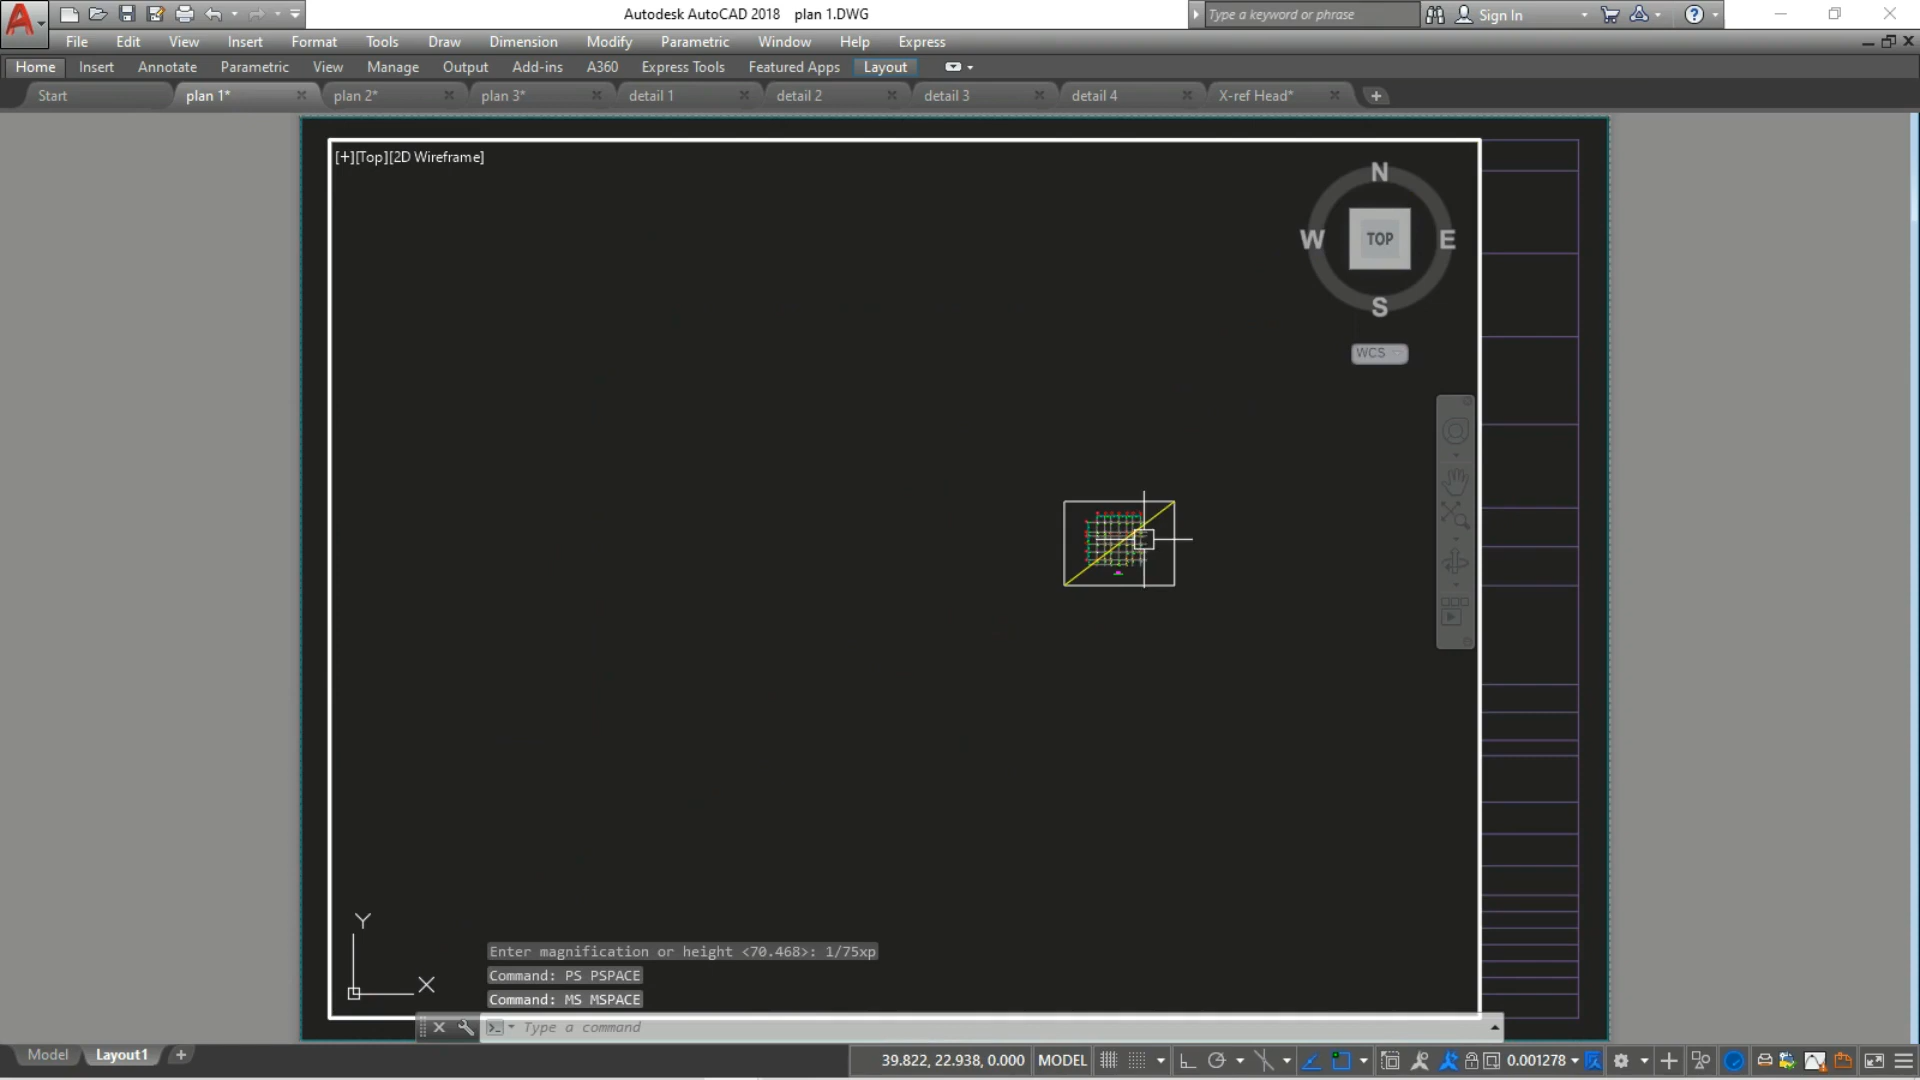 Autodesk AutoCAD 2018 plan 1.DWG
Type a keyword or phrase
Sign In
File Edit View Insert Format Tools Draw Dimension Modify Parametric Window Help Express
Home Insert Annotate Parametric View Manage Output Add-ins A360 Express Tools Featured Apps Layout
Start plan 1* plan 2* plan 3* detail 1 detail 2 detail 3 detail 4 X-ref Head*
[+][Top][2D Wireframe]
N
W TOP E
S
WCS
Y
X
Enter magnification or height <70.468>: 1/75xp
Command: PS PSPACE
Command: MS MSPACE
Type a command
Model Layout1
39.822, 22.938, 0.000 MODEL 0.001278